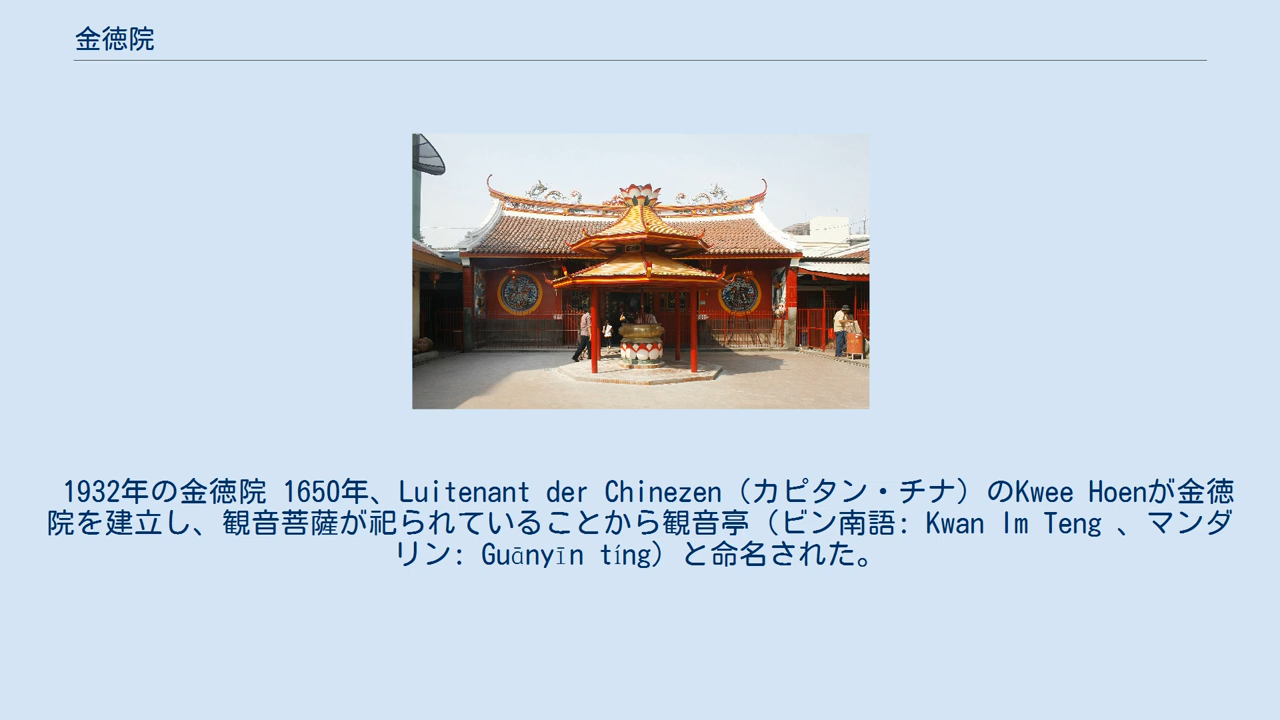 金徳院
1932年の金徳院 1650年、Luitenant der Chinezen（カピタン・チナ）のKwee Hoenが金徳
院を建立し、観音菩薩が祀られていることから観音亭（ビン南語: Kwan Im Teng 、マンダ
リン: Guānyīn tíng）と命名された。